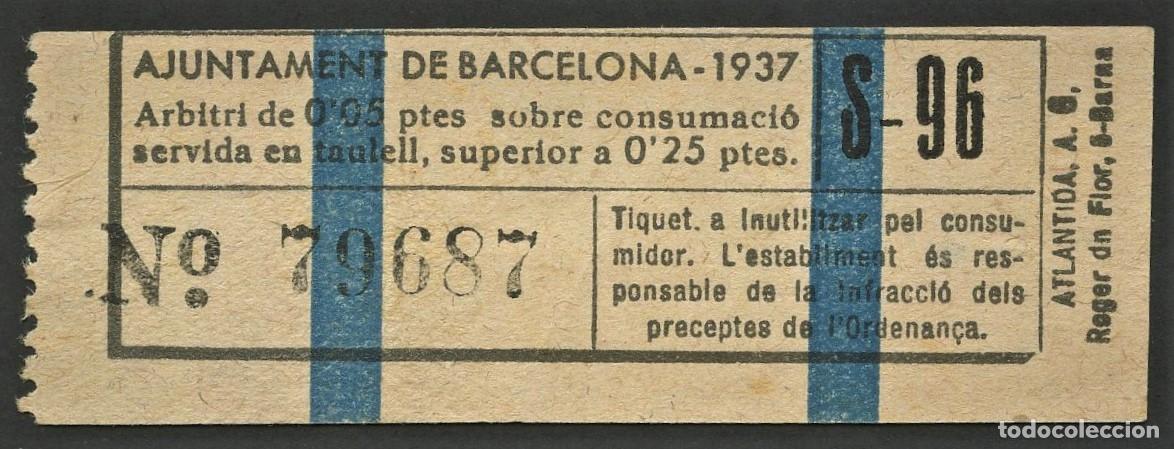 AJUNTAMENT DE BARCELONA - 1937
Arbitri de 0'05 ptes sobre consumació
servida en taulell, superior a 0'25 ptes.
S - 96
Nº. 79687
Tiquet. a inutilitzar pel consu-
midor. L'establiment és res-
ponsable de la infracció dels
preceptes de l'Ordenança.
ATLANTIDA, A. G.
Roger dn Flor, 6-Barna
todocoleccion